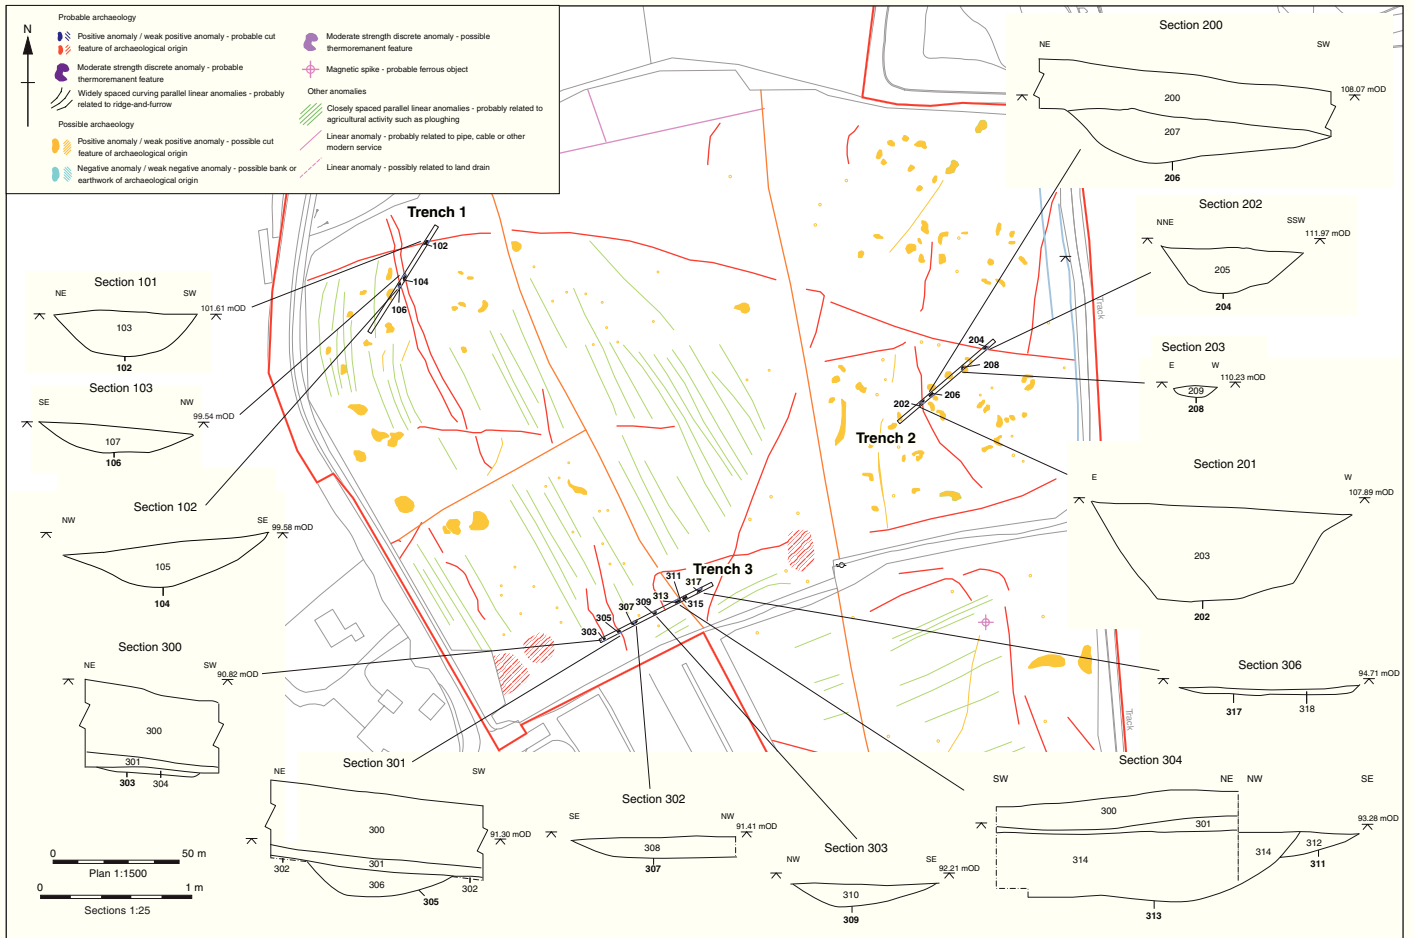 Probable archaeology
N
Positive anomaly / weak positive anomaly - probable cut
feature of archaeological origin
Moderate strength discrete anomaly - probable
thermoremanent feature
Widely spaced curving parallel linear anomalies - probably
related to ridge-and-furrow
Possible archaeology
Positive anomaly / weak positive anomaly - possible cut
feature of archaeological origin
Negative anomaly / weak negative anomaly - possible bank or
earthwork of archaeological origin
Moderate strength discrete anomaly - possible
thermoremanent feature
Magnetic spike - probable ferrous object
Other anomalies
Closely spaced parallel linear anomalies - probably related to
agricultural activity such as ploughing
Linear anomaly - probably related to pipe, cable or other
modern service
Linear anomaly - possibly related to land drain
Section 200
NE
SW
200
108.07 mOD
207
206
Section 202
NNE
SSW
111.97 mOD
205
204
Section 203
E
W
110.23 mOD
209
208
Section 201
E
W
107.89 mOD
203
202
Section 306
94.71 mOD
317
318
Trench 1
102
104
106
Section 101
NE
SW
101.61 mOD
103
102
Section 103
SE
NW
99.54 mOD
107
106
Section 102
NW
SE
99.58 mOD
105
104
Track
204
208
206
202
Trench 2
Trench 3
311
317
313
315
309
307
305
303
Track
Section 300
NE
SW
90.82 mOD
300
301
303
304
Section 301
NE
SW
91.30 mOD
300
301
302
302
306
305
Section 302
SE
NW
91.41 mOD
308
307
Section 303
NW
SE
92.21 mOD
310
309
Section 304
SW
NE
NW
SE
93.28 mOD
300
301
314
314
312
311
313
0
50 m
Plan 1:1500
0
1 m
Sections 1:25